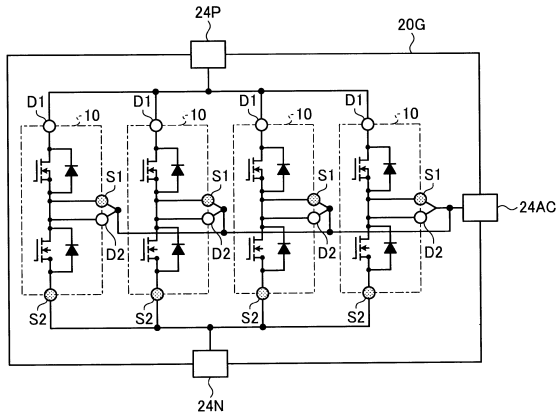 24P
20G
D1 10 D1 10 D1 10 D1 10
S1 S1 S1 S1
24AC
D2 D2 D2 D2
S2 S2 S2 S2
24N